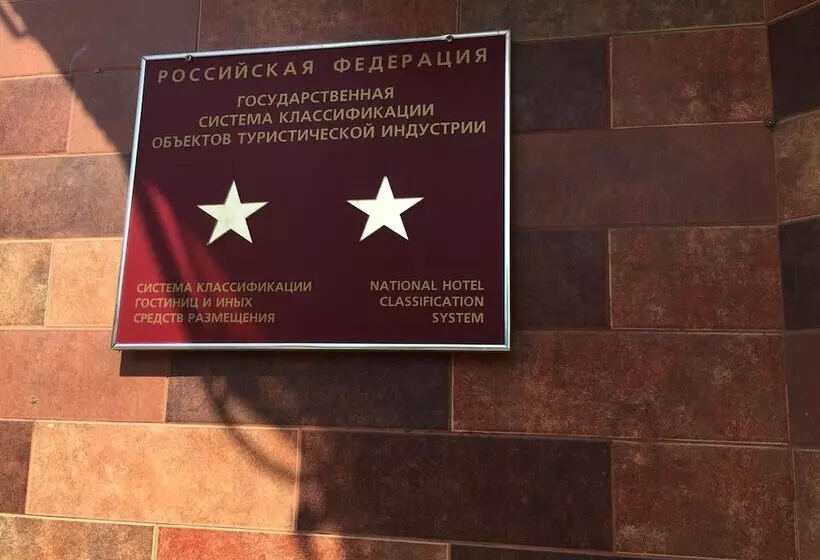 РОССИЙСКАЯ ФЕДЕРАЦИЯ
ГОСУДАРСТВЕННАЯ
СИСТЕМА КЛАССИФИКАЦИИ
ОБЪЕКТОВ ТУРИСТИЧЕСКОЙ ИНДУСТРИИ
СИСТЕМА КЛАССИФИКАЦИИ
ГОСТИНИЦ И ИНЫХ
СРЕДСТВ РАЗМЕЩЕНИЯ
NATIONAL HOTEL
CLASSIFICATION
SYSTEM